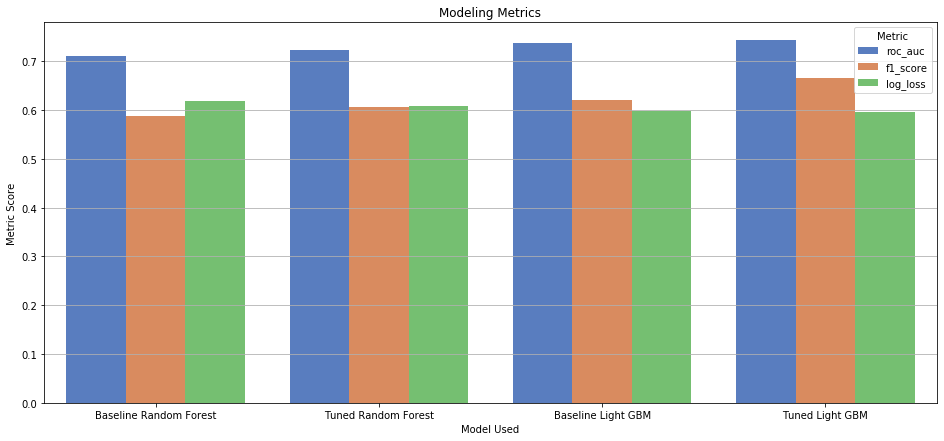 Modeling Metrics
Metric
roc_auc
f1_score
log_loss
Metric Score
0.7
0.6
0.5
0.4
0.3
0.2
0.1
0.0
Baseline Random Forest
Tuned Random Forest
Baseline Light GBM
Tuned Light GBM
Model Used